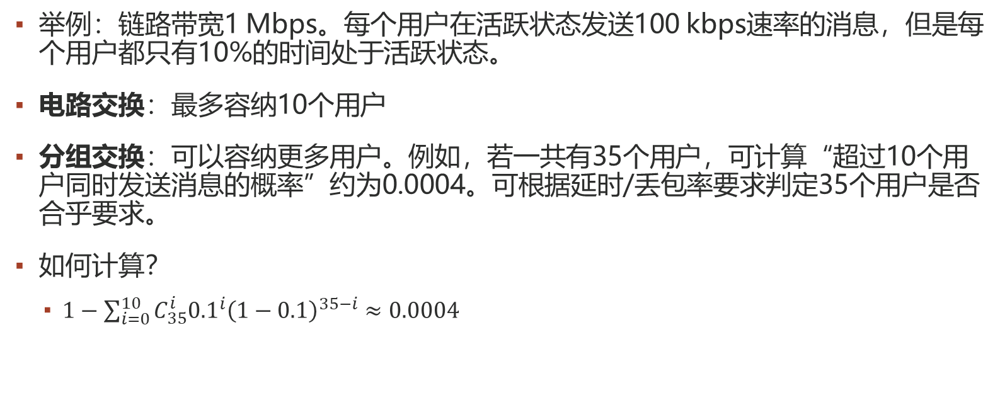 ▪ 举例：链路带宽1 Mbps。每个用户在活跃状态发送100 kbps速率的消息，但是每
个用户都只有10%的时间处于活跃状态。
▪ 电路交换：最多容纳10个用户
▪ 分组交换：可以容纳更多用户。例如，若一共有35个用户，可计算“超过10个用
户同时发送消息的概率”约为0.0004。可根据延时/丢包率要求判定35个用户是否
合乎要求。
▪ 如何计算？
▪ $1 - \sum_{i=0}^{10} C_{35}^{i} 0.1^{i} (1 - 0.1)^{35-i} \approx 0.0004$